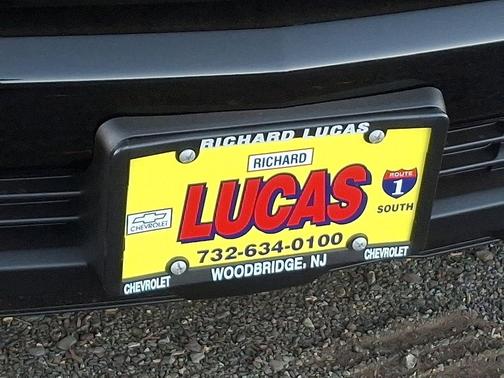 RICHARD LUCAS
RICHARD
LUCAS
ROUTE
1
SOUTH
CHEVROLET
732-634-0100
CHEVROLET
WOODBRIDGE, NJ
CHEVROLET